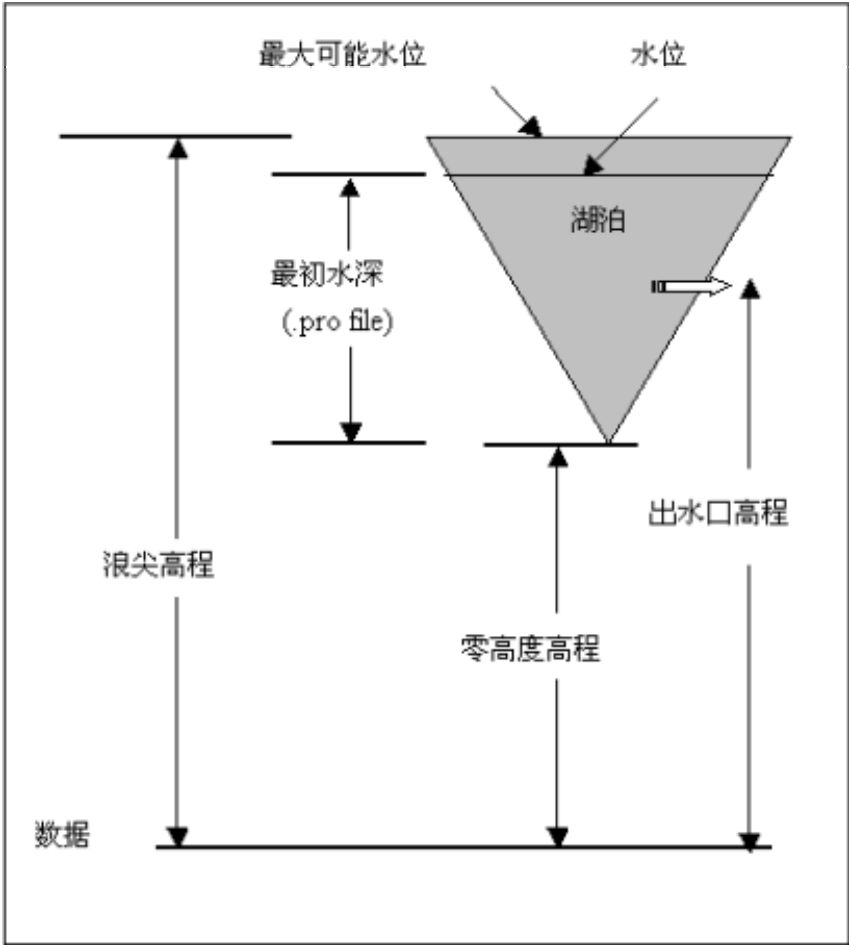 最大可能水位
水位
湖泊
最初水深
(.pro file)
出水口高程
浪尖高程
零高度高程
数据